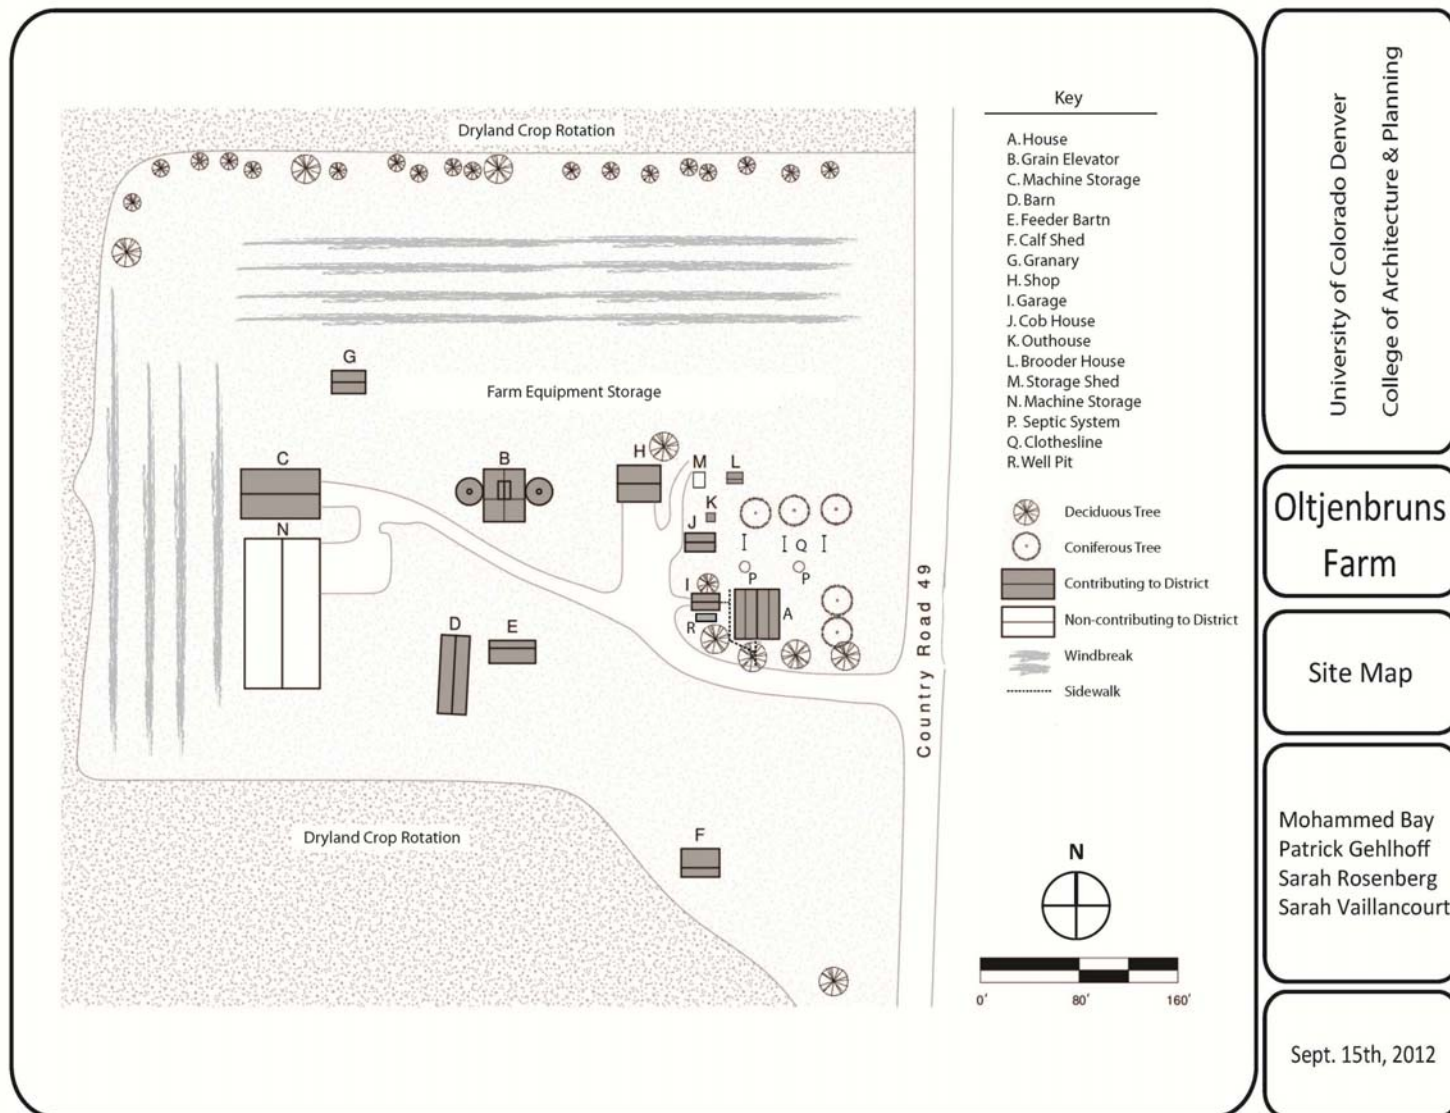 Dryland Crop Rotation
G
Farm Equipment Storage
C
B
H
M
L
K
N
J
Q
P
P
I
A
R
D
E
Dryland Crop Rotation
F
Country Road 49
Key
A. House
B. Grain Elevator
C. Machine Storage
D. Barn
E. Feeder Bartn
F. Calf Shed
G. Granary
H. Shop
I. Garage
J. Cob House
K. Outhouse
L. Brooder House
M. Storage Shed
N. Machine Storage
P. Septic System
Q. Clothesline
R. Well Pit
Deciduous Tree
Coniferous Tree
Contributing to District
Non-contributing to District
Windbreak
Sidewalk
N
0' 80' 160'
University of Colorado Denver
College of Architecture & Planning
Oltjenbruns
Farm
Site Map
Mohammed Bay
Patrick Gehlhoff
Sarah Rosenberg
Sarah Vaillancourt
Sept. 15th, 2012